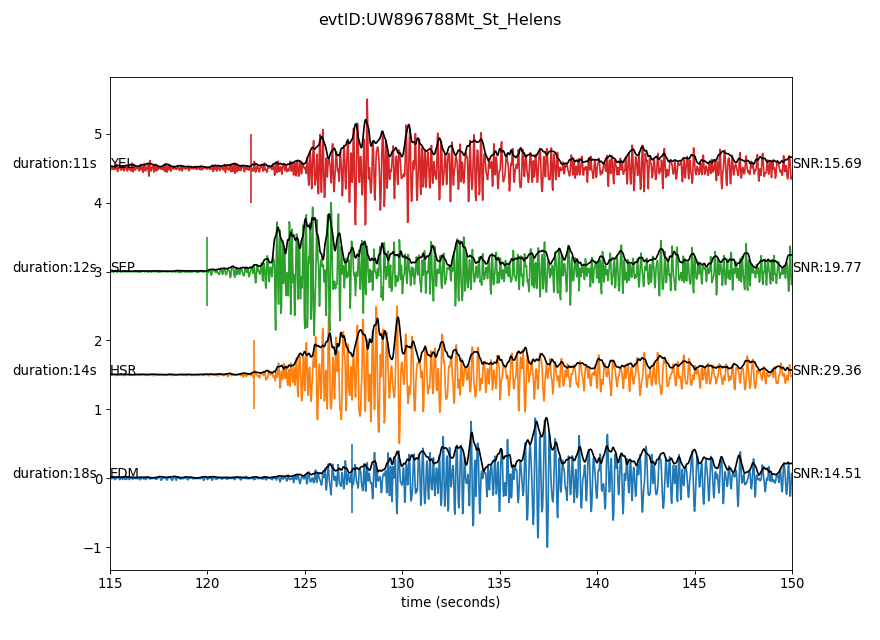 evtID:UW896788Mt_St_Helens
5
duration:11s YEL SNR:15.69
4
duration:12s 3 SEP SNR:19.77
2
duration:14s HSR SNR:29.36
1
duration:18s 0 EDM SNR:14.51
−1
115 120 125 130 135 140 145 150
time (seconds)